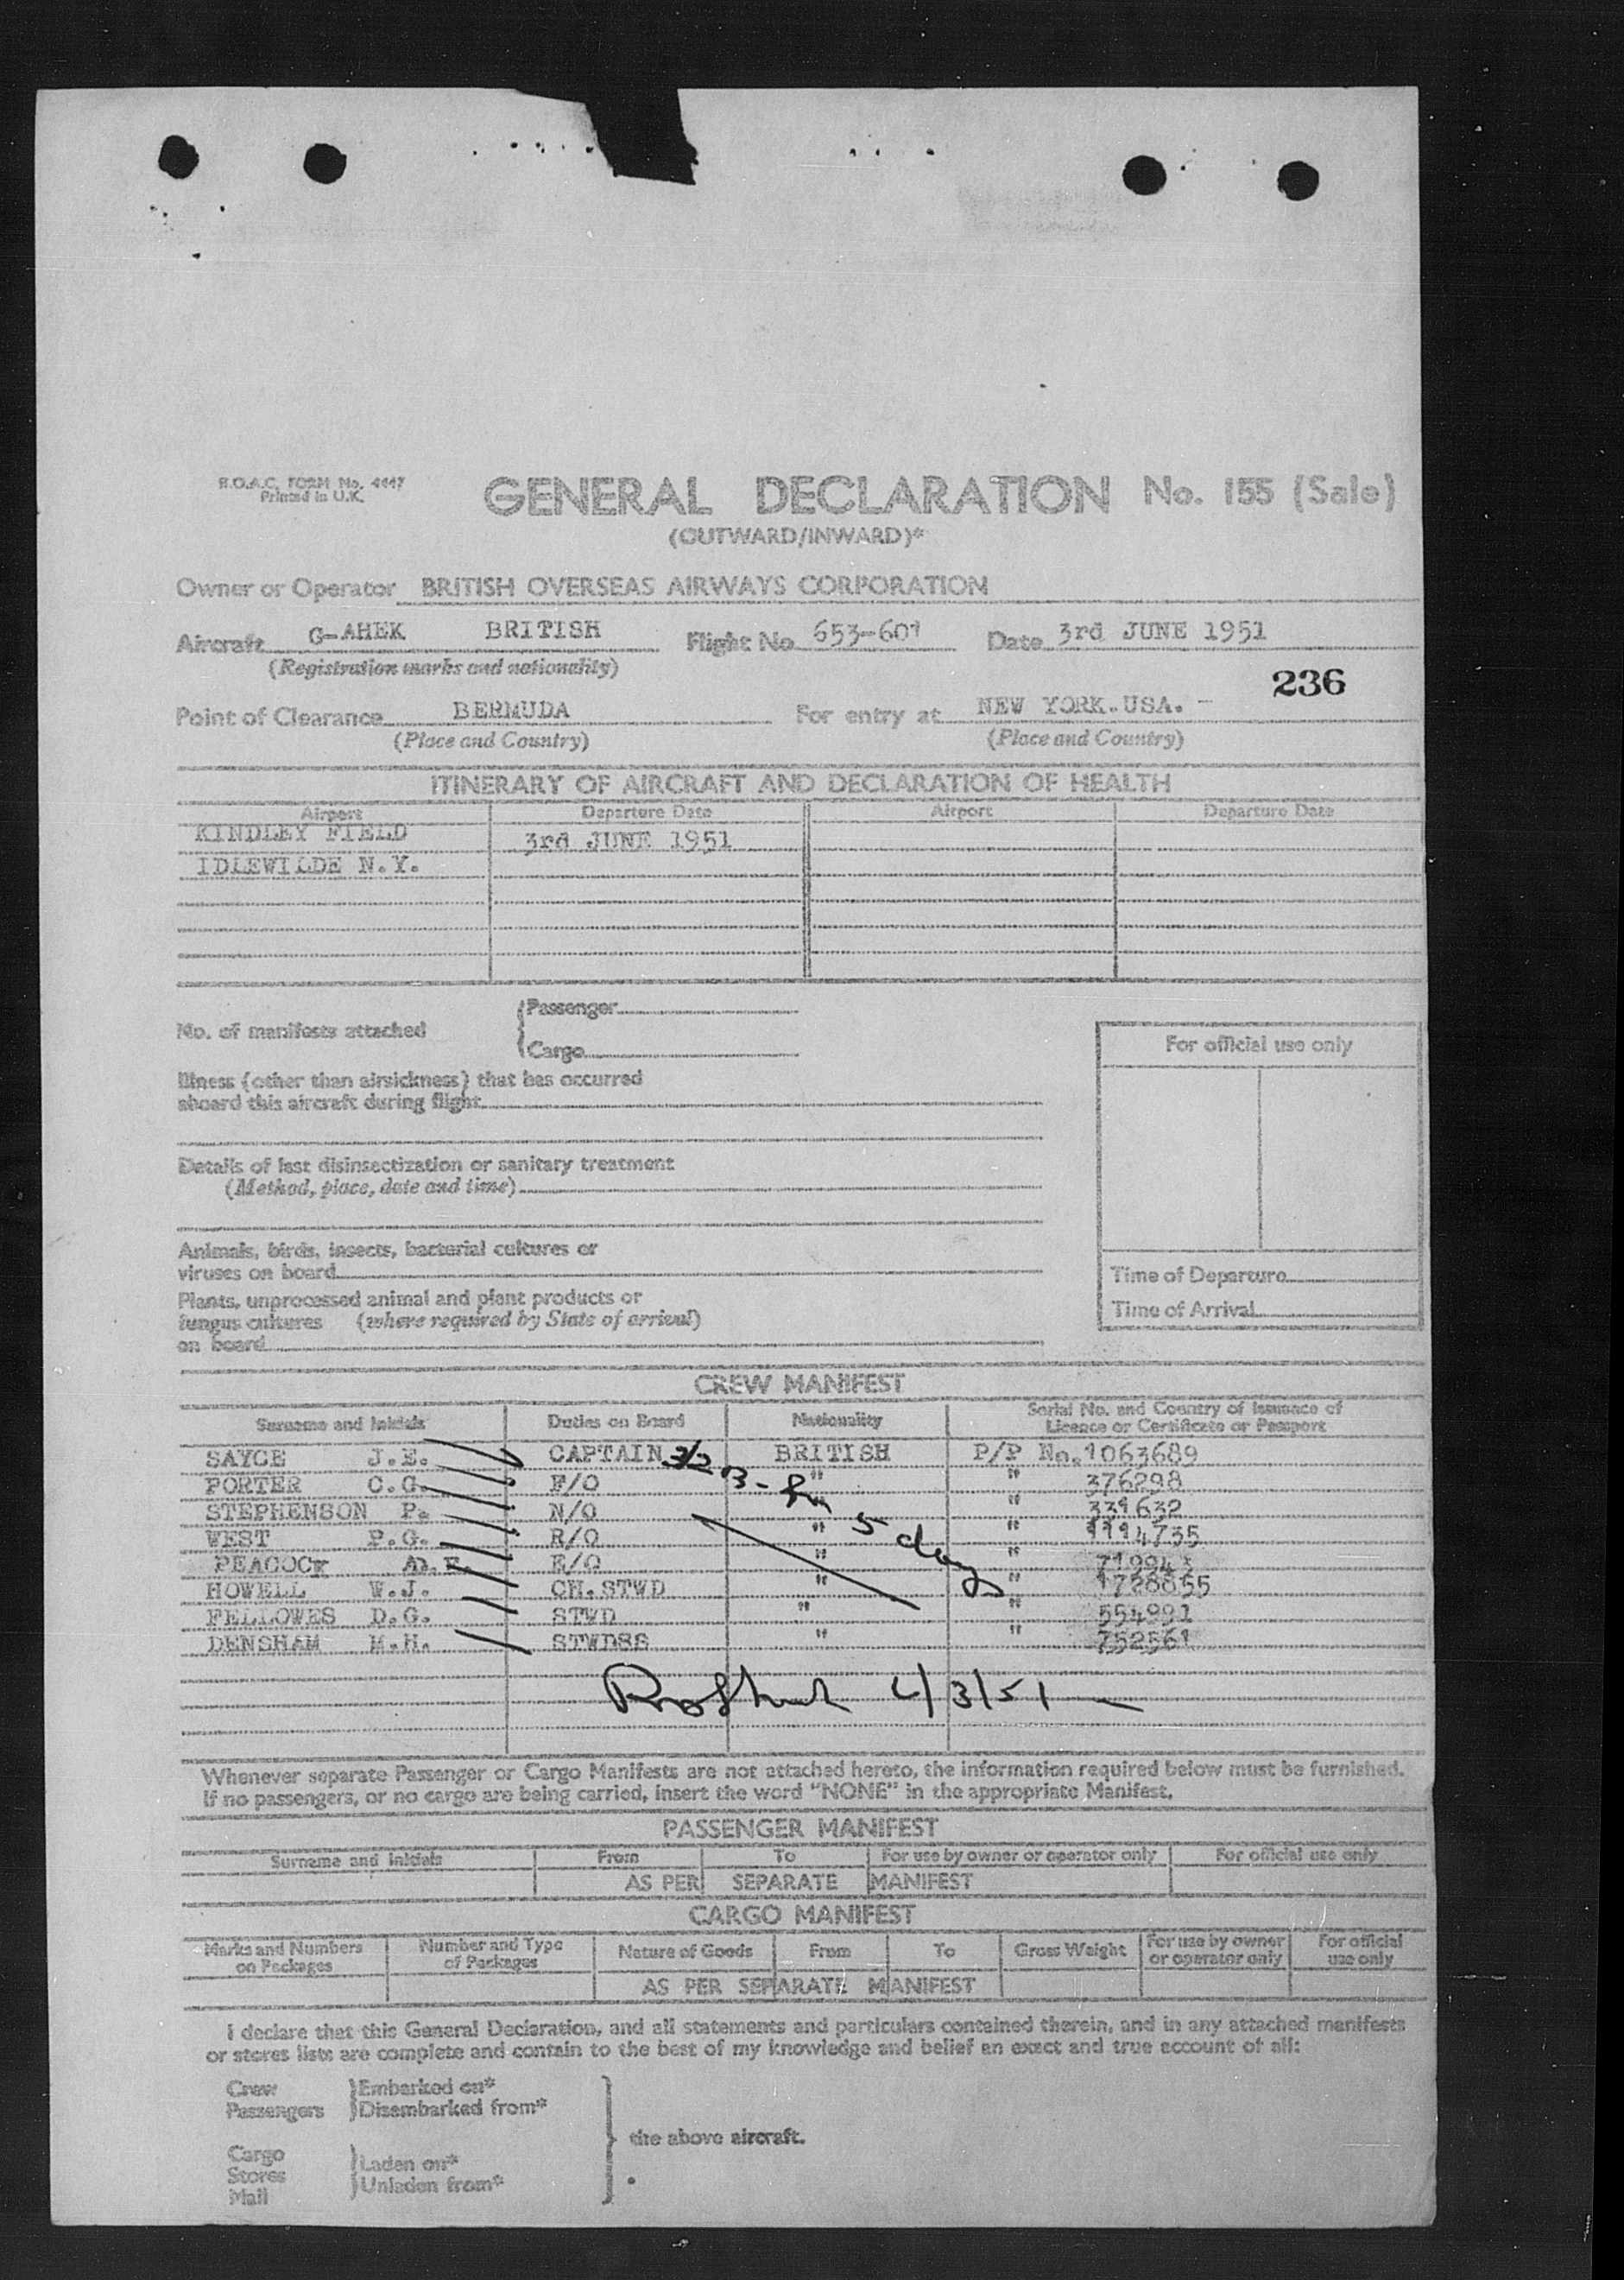 B.O.A.C. FORM No. 4447
Printed in U.K.
GENERAL DECLARATION No. 155 (Sale)
(OUTWARD/INWARD)*
Owner or Operator BRITISH OVERSEAS AIRWAYS CORPORATION
Aircraft G-AHEK BRITISH Flight No. 653-601 Date 3rd JUNE 1951
(Registration marks and nationality)
236
Point of Clearance BERMUDA For entry at NEW YORK.USA. -
(Place and Country) (Place and Country)
ITINERARY OF AIRCRAFT AND DECLARATION OF HEALTH
Airport Departure Date Airport Departure Date
KINDLEY FIELD 3rd JUNE 1951
IDLEWILDE N.Y.
No. of manifests attached { Passenger
Cargo
Illness (other than airsickness) that has occurred
aboard this aircraft during flight
Details of last disinsectization or sanitary treatment
(Method, place, date and time)
Animals, birds, insects, bacterial cultures or
viruses on board
Plants, unprocessed animal and plant products or
fungus cultures (where required by State of arrival)
on board
For official use only
Time of Departure
Time of Arrival
CREW MANIFEST
Surname and Initials Duties on Board Nationality Serial No. and Country of Issuance of
Licence or Certificate or Passport
SAYCE J.E. CAPTAIN BRITISH P/P No.1063689
PORTER C.G. F/O " " 376298
STEPHENSON P. N/O " " 331632
WEST P.G. R/O " " 1114735
PEACOCK E/O " "
HOWELL W.J. CH.STWD " " 1728855
FELLOWES D.G. STWD " " 554991
DENSHAM M.H. STWDSS " " 752561
5 days
4/3/51
Whenever separate Passenger or Cargo Manifests are not attached hereto, the information required below must be furnished.
If no passengers, or no cargo are being carried, insert the word "NONE" in the appropriate Manifest.
PASSENGER MANIFEST
Surname and Initials From To For use by owner or operator only For official use only
AS PER SEPARATE MANIFEST
CARGO MANIFEST
Marks and Numbers on Packages Number and Type of Packages Nature of Goods From To Gross Weight For use by owner or operator only For official use only
AS PER SEPARATE MANIFEST
I declare that this General Declaration, and all statements and particulars contained therein, and in any attached manifests
or stores lists are complete and contain to the best of my knowledge and belief an exact and true account of all:
Crew } Embarked on*
Passengers } Disembarked from*
the above aircraft.
Cargo
Stores } Laden on*
Mail } Unladen from*